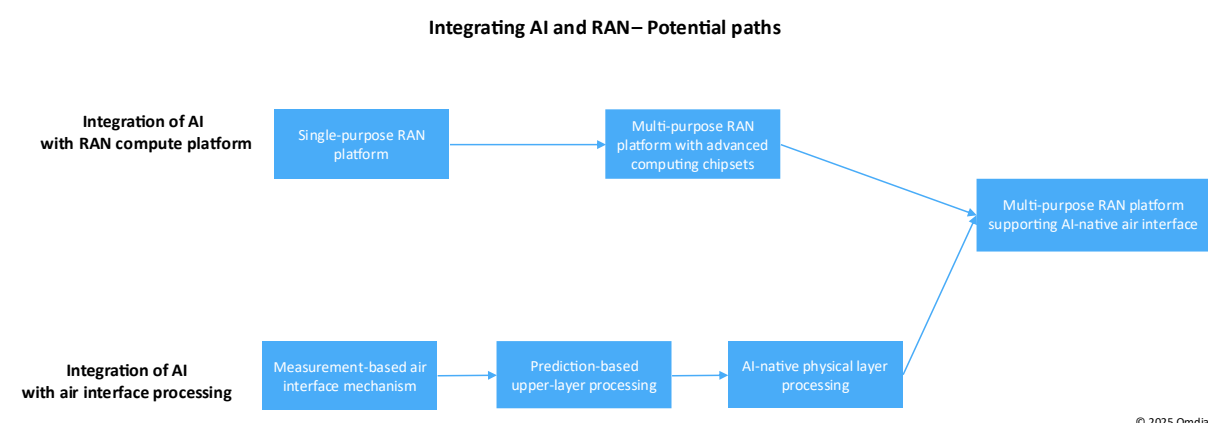 Integrating AI and RAN– Potential paths
Integration of AI
with RAN compute platform
Single-purpose RAN
platform
Multi-purpose RAN
platform with advanced
computing chipsets
Multi-purpose RAN platform
supporting AI-native air interface
Integration of AI
with air interface processing
Measurement-based air
interface mechanism
Prediction-based
upper-layer processing
AI-native physical layer
processing
© 2025 Omdia